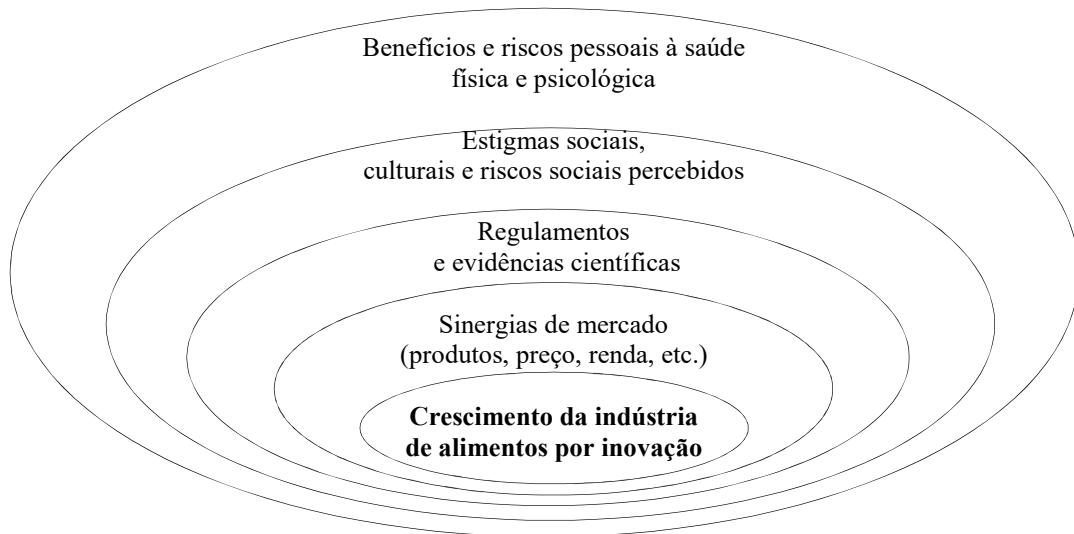 Benefícios e riscos pessoais à saúde
física e psicológica
Estigmas sociais,
culturais e riscos sociais percebidos
Regulamentos
e evidências científicas
Sinergias de mercado
(produtos, preço, renda, etc.)
Crescimento da indústria
de alimentos por inovação